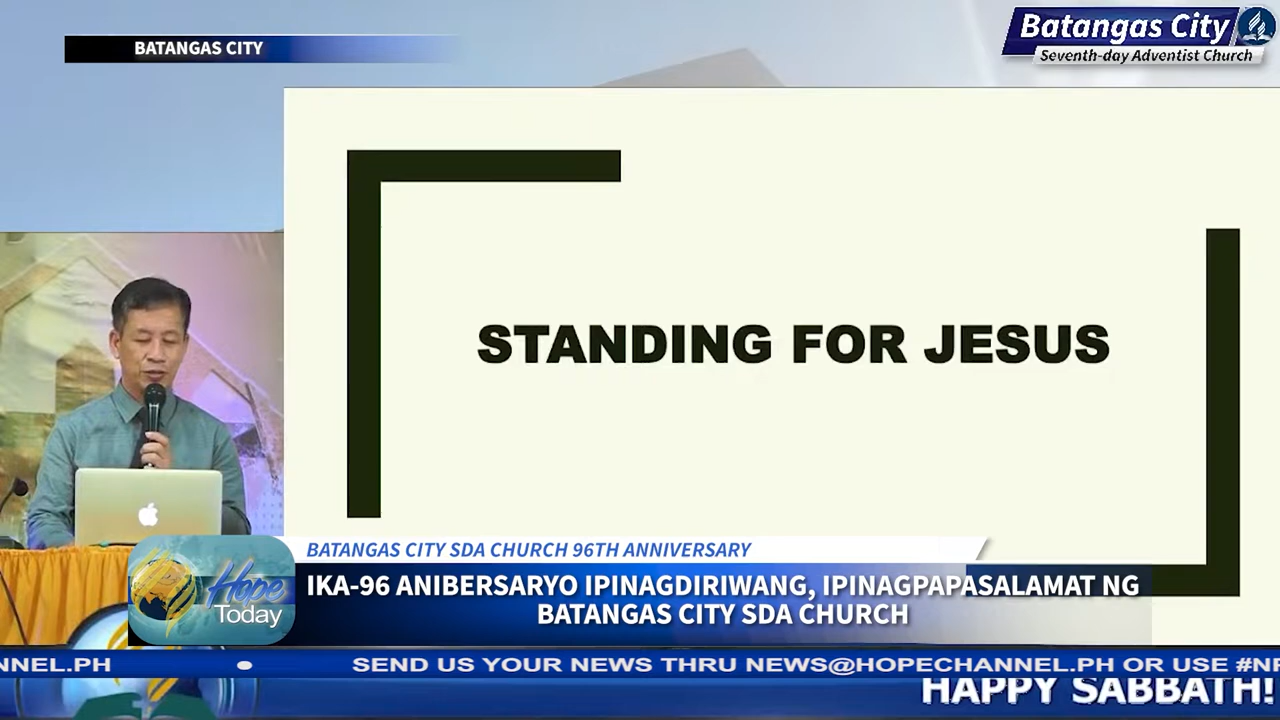 BATANGAS CITY
Batangas City
Seventh-day Adventist Church
STANDING FOR JESUS
BATANGAS CITY SDA CHURCH 96TH ANNIVERSARY
Hope
Today
IKA-96 ANIBERSARYO IPINAGDIRIWANG, IPINAGPAPASALAMAT NG
BATANGAS CITY SDA CHURCH
NNEL.PH • SEND US YOUR NEWS THRU NEWS@HOPECHANNEL.PH OR USE #NP
HAPPY SABBATH!